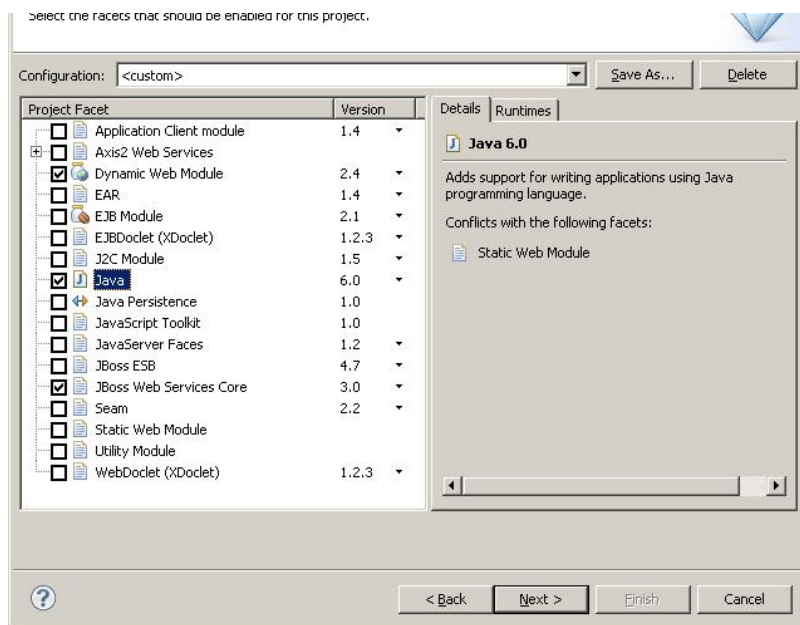 Select the facets that should be enabled for this project.
Configuration: <custom> Save As... Delete
Project Facet Version
Application Client module 1.4
Axis2 Web Services
Dynamic Web Module 2.4
EAR 1.4
EJB Module 2.1
EJBDoclet (XDoclet) 1.2.3
J2C Module 1.5
Java 6.0
Java Persistence 1.0
JavaScript Toolkit 1.0
JavaServer Faces 1.2
JBoss ESB 4.7
JBoss Web Services Core 3.0
Seam 2.2
Static Web Module
Utility Module
WebDoclet (XDoclet) 1.2.3
Details Runtimes
Java 6.0
Adds support for writing applications using Java
programming language.
Conflicts with the following facets:
Static Web Module
< Back Next > Finish Cancel